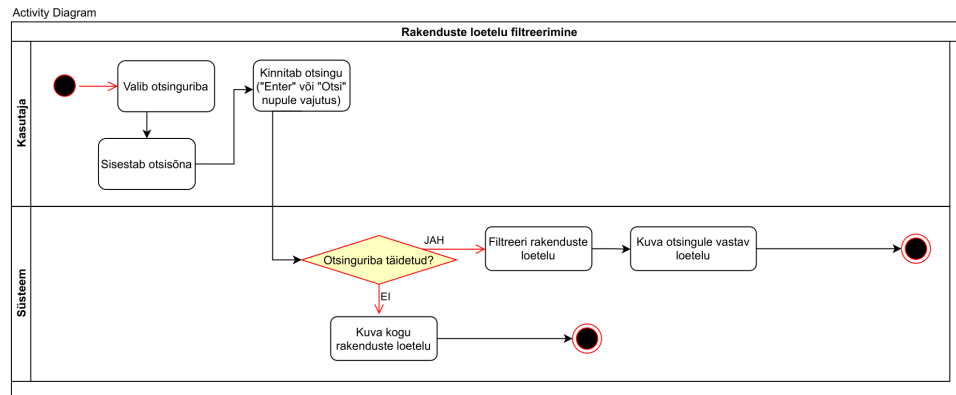 Activity Diagram
Rakenduste loetelu filtreerimine
Kasutaja
Valib otsinguriba
Sisestab otsisõna
Kinnitab otsingu
("Enter" või "Otsi"
nupule vajutus)
Süsteem
Otsinguriba täidetud?
JAH
Filtreeri rakenduste
loetelu
Kuva otsingule vastav
loetelu
EI
Kuva kogu
rakenduste loetelu